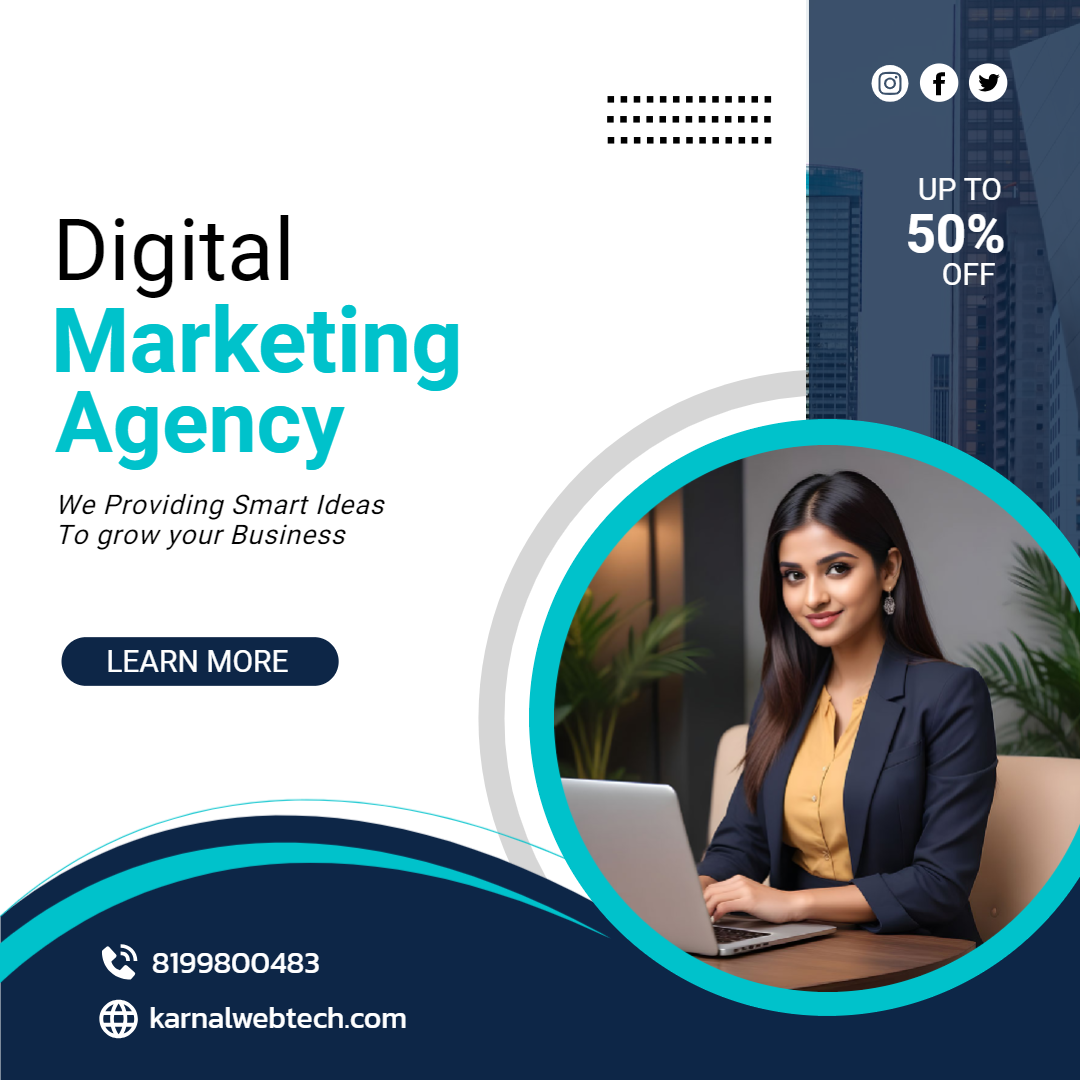 UP TO
50%
OFF
Digital
Marketing
Agency
We Providing Smart Ideas
To grow your Business
LEARN MORE
8199800483
karnalwebtech.com